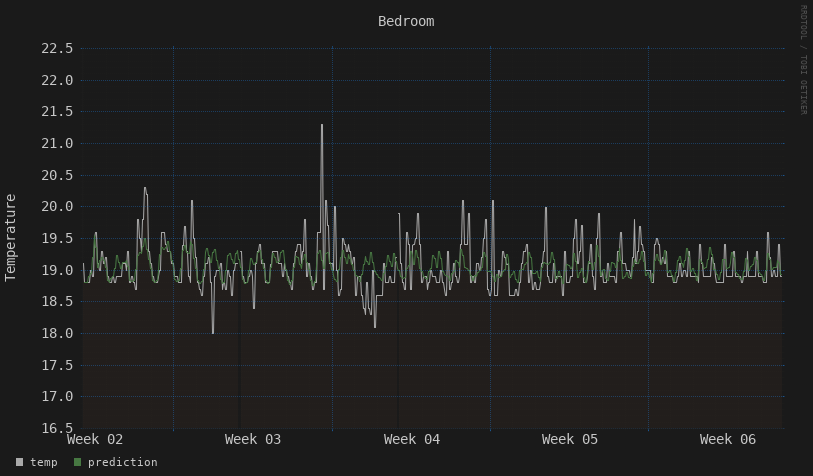 Bedroom
RRDTOOL / TOBI OETIKER
Temperature
22.5
22.0
21.5
21.0
20.5
20.0
19.5
19.0
18.5
18.0
17.5
17.0
16.5
Week 02 Week 03 Week 04 Week 05 Week 06
temp prediction